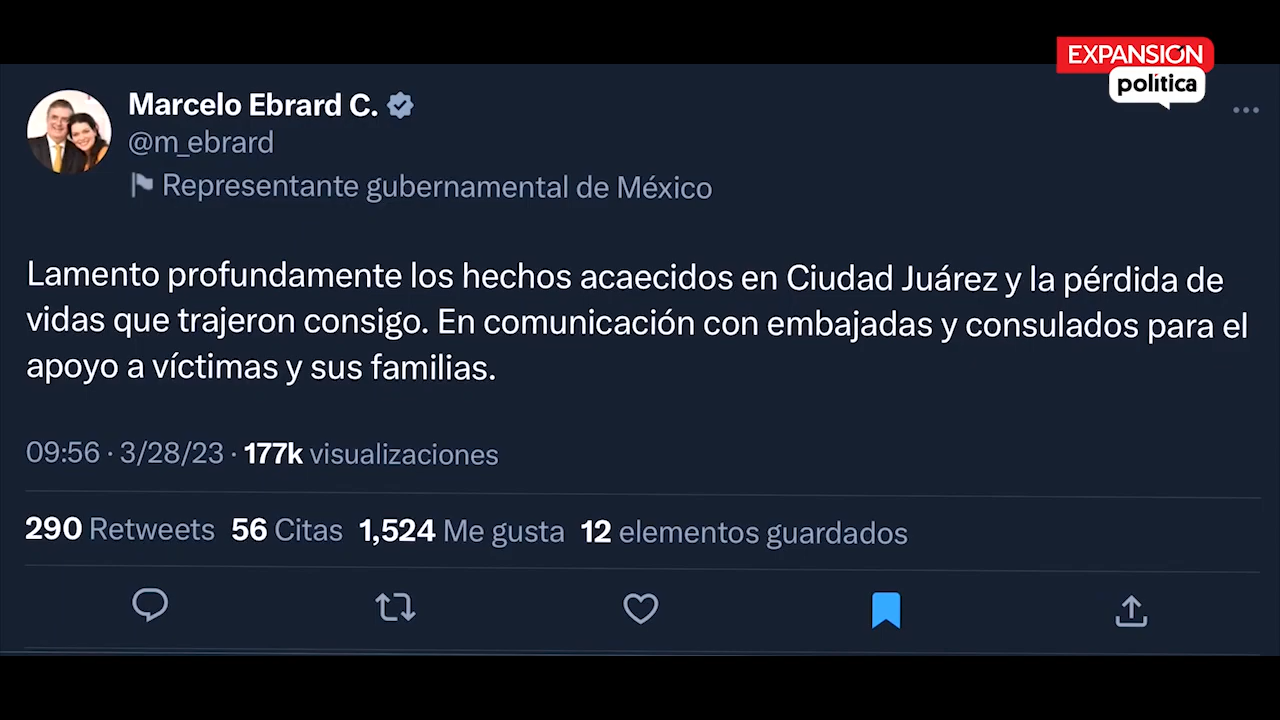 EXPANSIÓN
política
Marcelo Ebrard C.
@m_ebrard
Representante gubernamental de México
Lamento profundamente los hechos acaecidos en Ciudad Juárez y la pérdida de
vidas que trajeron consigo. En comunicación con embajadas y consulados para el
apoyo a víctimas y sus familias.
09:56 · 3/28/23 · 177k visualizaciones
290 Retweets 56 Citas 1,524 Me gusta 12 elementos guardados